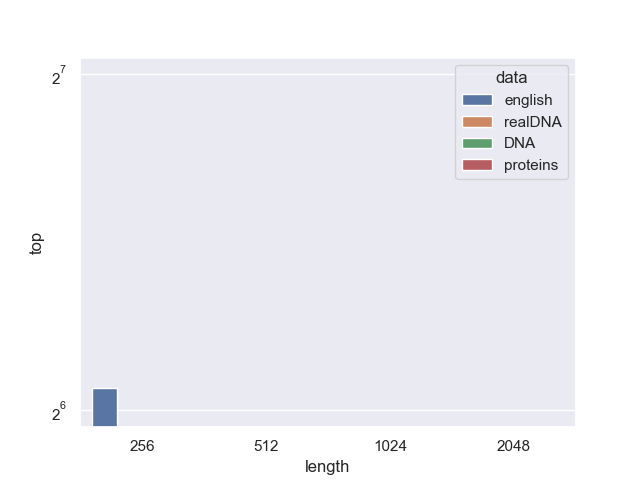 2^7
data
english
realDNA
DNA
proteins
top
2^6
256 512 1024 2048
length